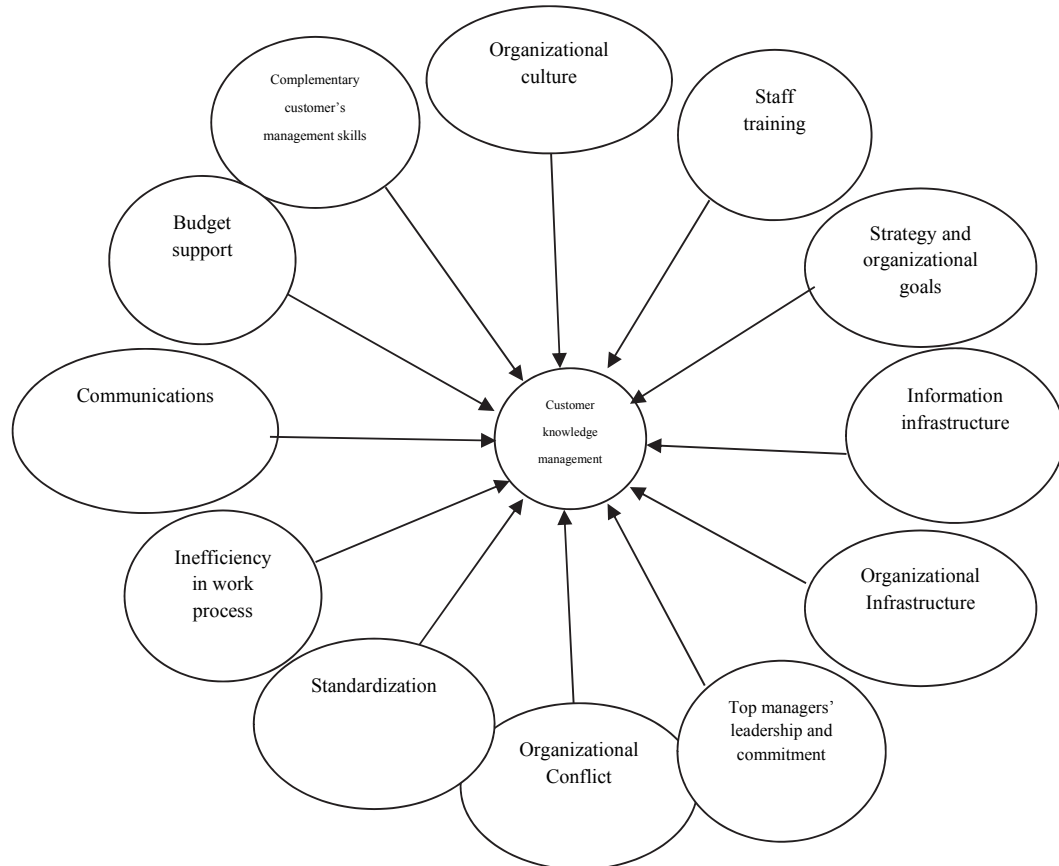 Organizational
culture
Complementary
customer's
management skills
Staff
training
Budget
support
Strategy and
organizational
goals
Communications
Information
infrastructure
Customer
knowledge
management
Inefficiency
in work
process
Organizational
Infrastructure
Standardization
Top managers'
leadership and
commitment
Organizational
Conflict